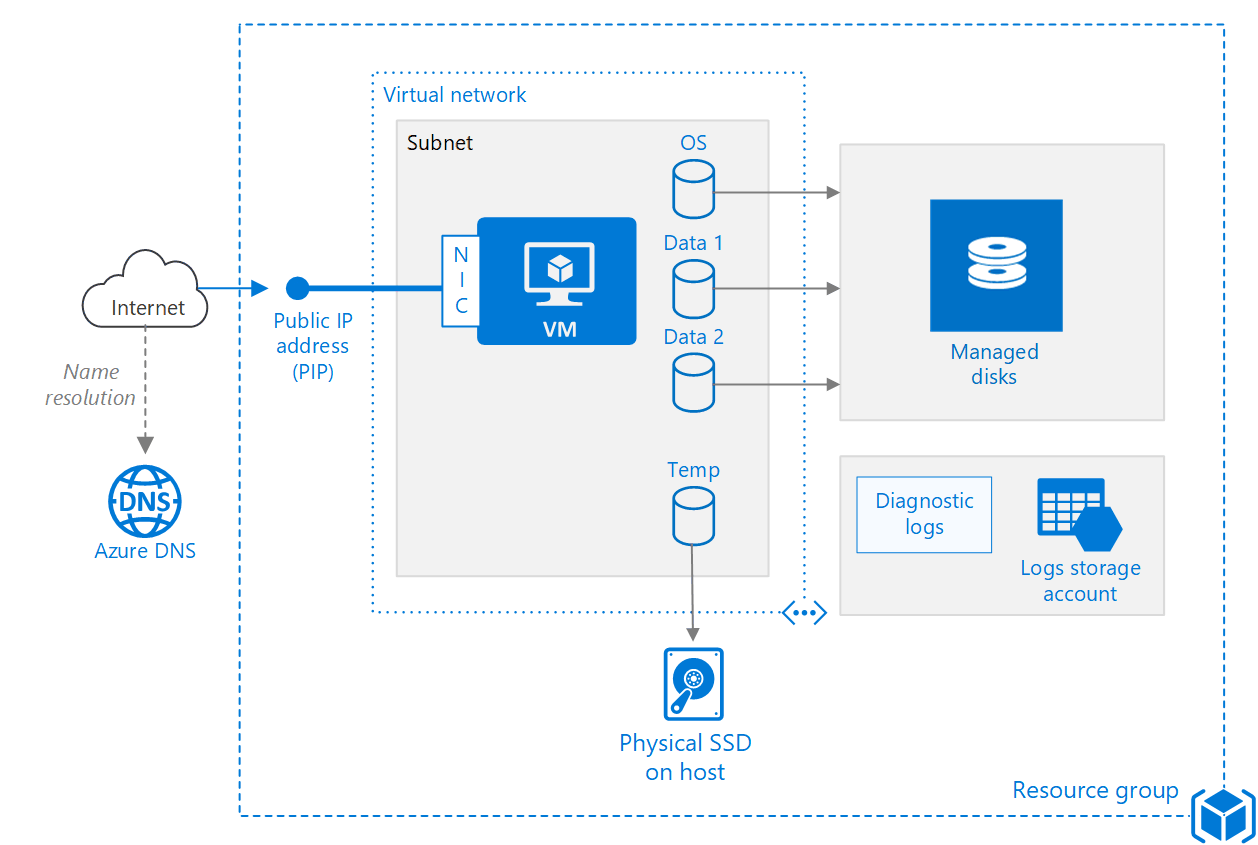 Virtual network
Subnet
OS
Data 1
Data 2
Temp
N
I
C
VM
Internet
Public IP
address
(PIP)
Name
resolution
DNS
Azure DNS
Managed
disks
Diagnostic
logs
Logs storage
account
Physical SSD
on host
Resource group